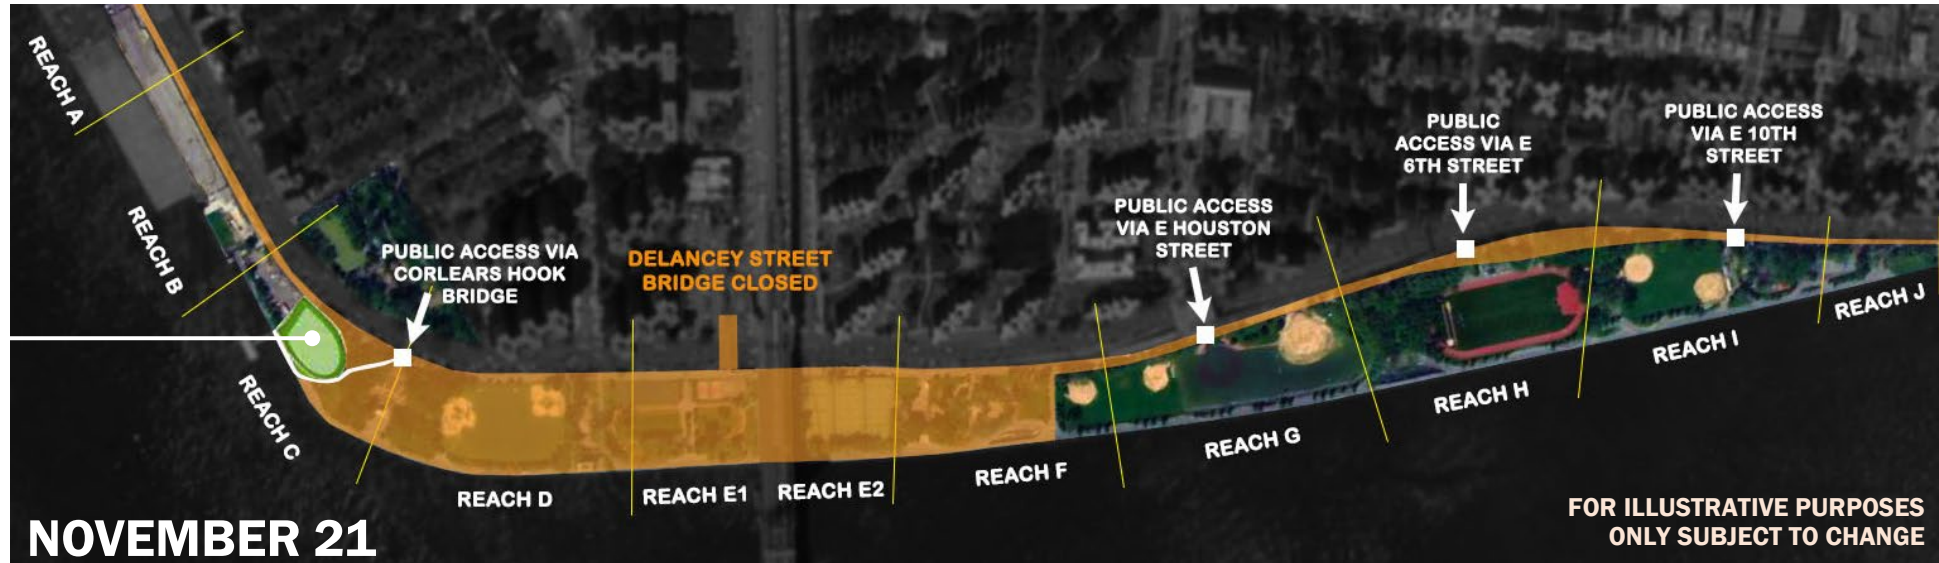 REACH A
REACH B
REACH C
PUBLIC ACCESS VIA
CORLEARS HOOK
BRIDGE
DELANCEY STREET
BRIDGE CLOSED
PUBLIC ACCESS
VIA E HOUSTON
STREET
PUBLIC
ACCESS VIA E
6TH STREET
PUBLIC ACCESS
VIA E 10TH
STREET
REACH D
REACH E1
REACH E2
REACH F
REACH G
REACH H
REACH I
REACH J
NOVEMBER 21
FOR ILLUSTRATIVE PURPOSES
ONLY SUBJECT TO CHANGE